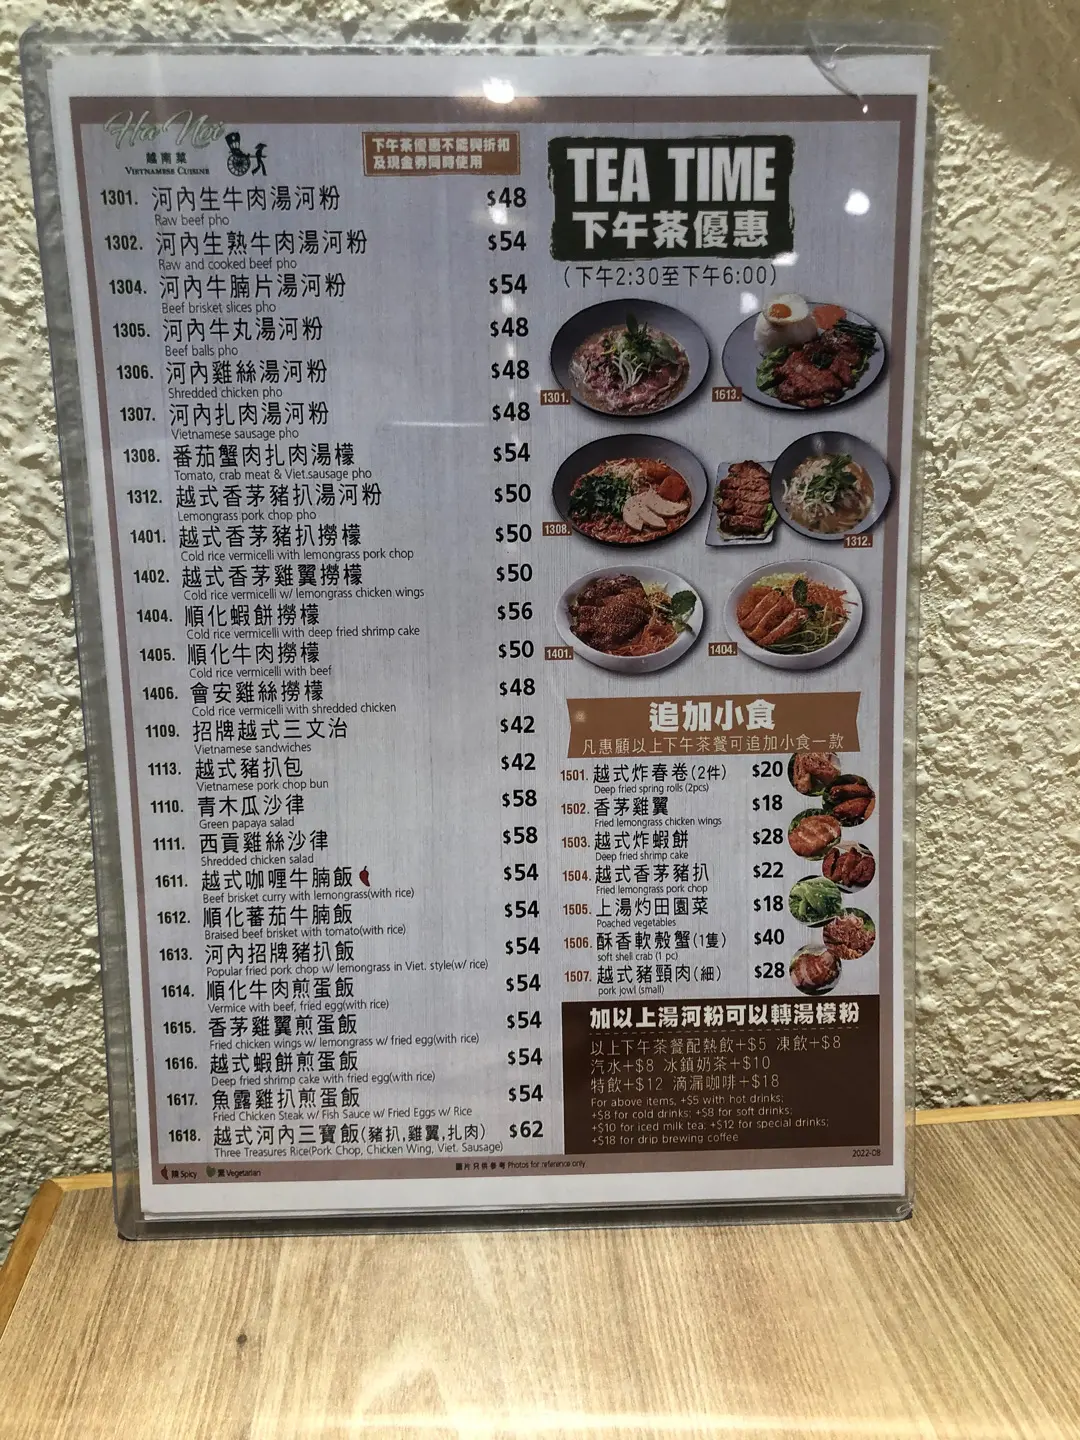 Ha Noi
越南菜
VIETNAMESE CUISINE
下午茶優惠不能與折扣
及現金劵同時使用
1301. 河內生牛肉湯河粉 $48
Raw beef pho
1302. 河內生熟牛肉湯河粉 $54
Raw and cooked beef pho
1304. 河內牛腩片湯河粉 $54
Beef brisket slices pho
1305. 河內牛丸湯河粉 $48
Beef balls pho
1306. 河內雞絲湯河粉 $48
Shredded chicken pho
1307. 河內扎肉湯河粉 $48
Vietnamese sausage pho
1308. 番茄蟹肉扎肉湯檬 $54
Tomato, crab meat & Viet.sausage pho
1312. 越式香茅豬扒湯河粉 $50
Lemongrass pork chop pho
1401. 越式香茅豬扒撈檬 $50
Cold rice vermicelli with lemongrass pork chop
1402. 越式香茅雞翼撈檬 $50
Cold rice vermicelli w/ lemongrass chicken wings
1404. 順化蝦餅撈檬 $56
Cold rice vermicelli with deep fried shrimp cake
1405. 順化牛肉撈檬 $50
Cold rice vermicelli with beef
1406. 會安雞絲撈檬 $48
Cold rice vermicelli with shredded chicken
1109. 招牌越式三文治 $42
Vietnamese sandwiches
1113. 越式豬扒包 $42
Vietnamese pork chop bun
1110. 青木瓜沙律 $58
Green papaya salad
1111. 西貢雞絲沙律 $58
Shredded chicken salad
1611. 越式咖喱牛腩飯 $54
Beef brisket curry with lemongrass(with rice)
1612. 順化蕃茄牛腩飯 $54
Braised beef brisket with tomato(with rice)
1613. 河內招牌豬扒飯 $54
Popular fried pork chop w/ lemongrass in Viet. style(w/ rice)
1614. 順化牛肉煎蛋飯 $54
Vermice with beef, fried egg(with rice)
1615. 香茅雞翼煎蛋飯 $54
Fried chicken wings w/ lemongrass w/ fried egg(with rice)
1616. 越式蝦餅煎蛋飯 $54
Deep fried shrimp cake with fried egg(with rice)
1617. 魚露雞扒煎蛋飯 $54
Fried Chicken Steak w/ Fish Sauce w/ Fried Eggs w/ Rice
1618. 越式河內三寶飯(豬扒,雞翼,扎肉) $62
Three Treasures Rice(Pork Chop, Chicken Wing, Viet. Sausage)
辣 Spicy 素 Vegetarian
圖片只供參考 Photos for reference only
TEA TIME
下午茶優惠
(下午2:30至下午6:00)
1301.
1613.
1308.
1312.
1401.
1404.
追加小食
凡惠顧以上下午茶餐可追加小食一款
1501. 越式炸春卷(2件) $20
Deep fried spring rolls (2pcs)
1502. 香茅雞翼 $18
Fried lemongrass chicken wings
1503. 越式炸蝦餅 $28
Deep fried shrimp cake
1504. 越式香茅豬扒 $22
Fried lemongrass pork chop
1505. 上湯灼田園菜 $18
Poached vegetables
1506. 酥香軟殼蟹(1隻) $40
soft shell crab (1 pc)
1507. 越式豬頸肉(細) $28
pork jowl (small)
加以上湯河粉可以轉湯檬粉
以上下午茶餐配熱飲+$5 凍飲+$8
汽水+$8 冰鎮奶茶+$10
特飲+$12 滴漏咖啡+$18
For above items, +$5 with hot drinks;
+$8 for cold drinks; +$8 for soft drinks;
+$10 for iced milk tea; +$12 for special drinks;
+$18 for drip brewing coffee
2022-08